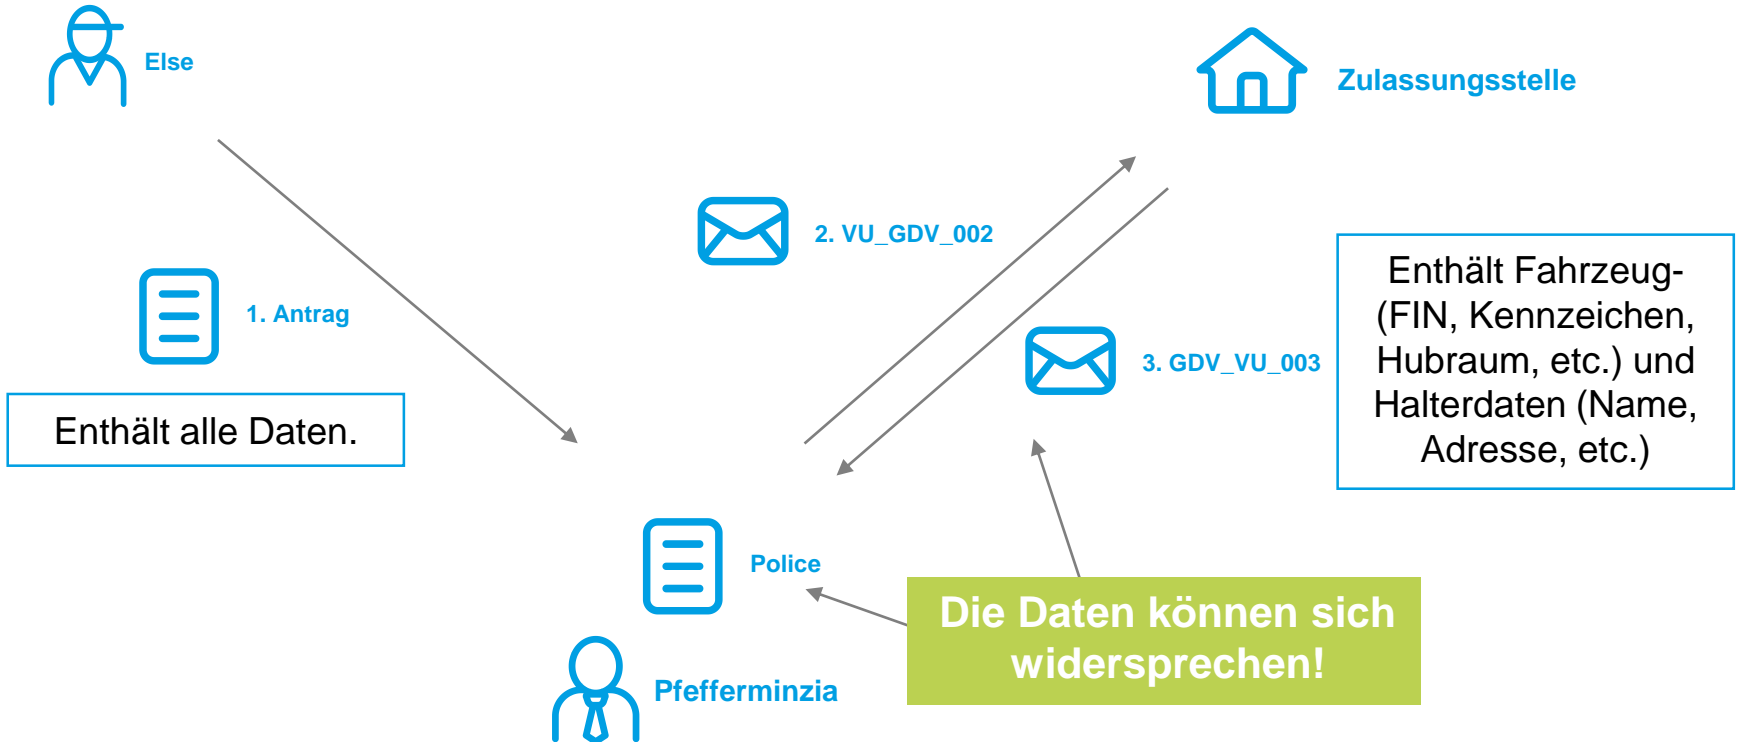 Else
Zulassungsstelle
2. VU_GDV_002
1. Antrag
Enthält alle Daten.
3. GDV_VU_003
Enthält Fahrzeug-
(FIN, Kennzeichen,
Hubraum, etc.) und
Halterdaten (Name,
Adresse, etc.)
Police
Die Daten können sich
widersprechen!
Pfefferminzia